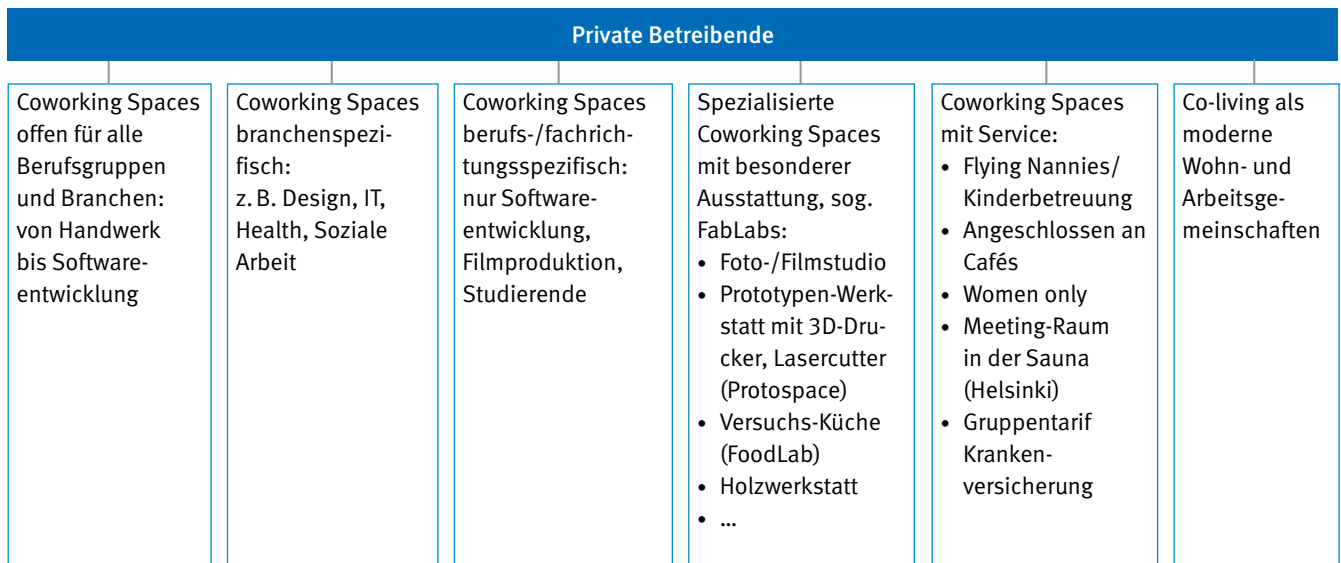 Private Betreibende
Coworking Spaces
offen für alle
Berufsgruppen
und Branchen:
von Handwerk
bis Software-
entwicklung
Coworking Spaces
branchenspezi-
fisch:
z. B. Design, IT,
Health, Soziale
Arbeit
Coworking Spaces
berufs-/fachrich-
tungsspezifisch:
nur Software-
entwicklung,
Filmproduktion,
Studierende
Spezialisierte
Coworking Spaces
mit besonderer
Ausstattung, sog.
FabLabs:
• Foto-/Filmstudio
• Prototypen-Werk-
statt mit 3D-Dru-
cker, Lasercutter
(Protospace)
• Versuchs-Küche
(FoodLab)
• Holzwerkstatt
• ...
Coworking Spaces
mit Service:
• Flying Nannies/
Kinderbetreuung
• Angeschlossen an
Cafés
• Women only
• Meeting-Raum
in der Sauna
(Helsinki)
• Gruppentarif
Kranken-
versicherung
Co-living als
moderne
Wohn- und
Arbeitsge-
meinschaften